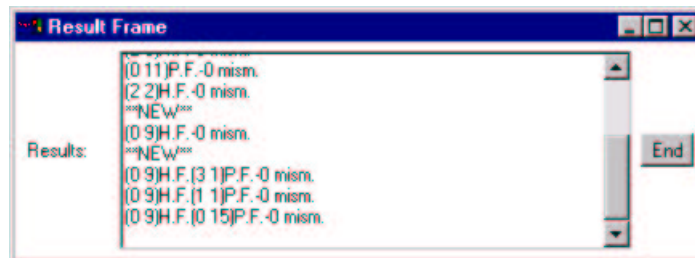 Result Frame
(0 11)P.F.-0 mism.
(2 2)H.F.-0 mism.
**NEW**
(0 9)H.F.-0 mism.
Results:
**NEW**
End
(0 9)H.F.(3 1)P.F.-0 mism.
(0 9)H.F.(1 1)P.F.-0 mism.
(0 9)H.F.(0 15)P.F.-0 mism.